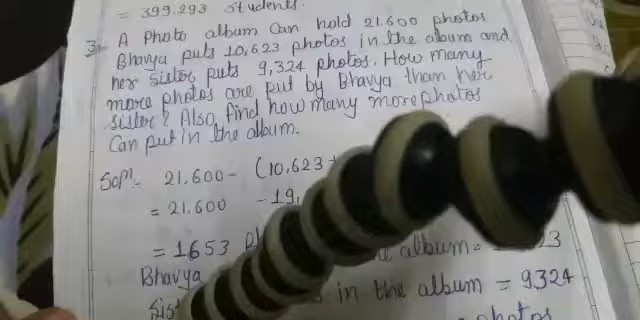 = 399.293 students.
3. A Photo album Can hold 21.600 photos
Bhavya puts 10,623 photos in the album and
her Sister puts 9,324 photos. How many
more photos are put by Bhavya than her
sister? Also, find how many more photos
Can put in the album.
Soln. 21.600 - (10.623 +
= 21.600 - 19,
= 1653 album = 23
Bhavya
Sis in the album = 9324
photos